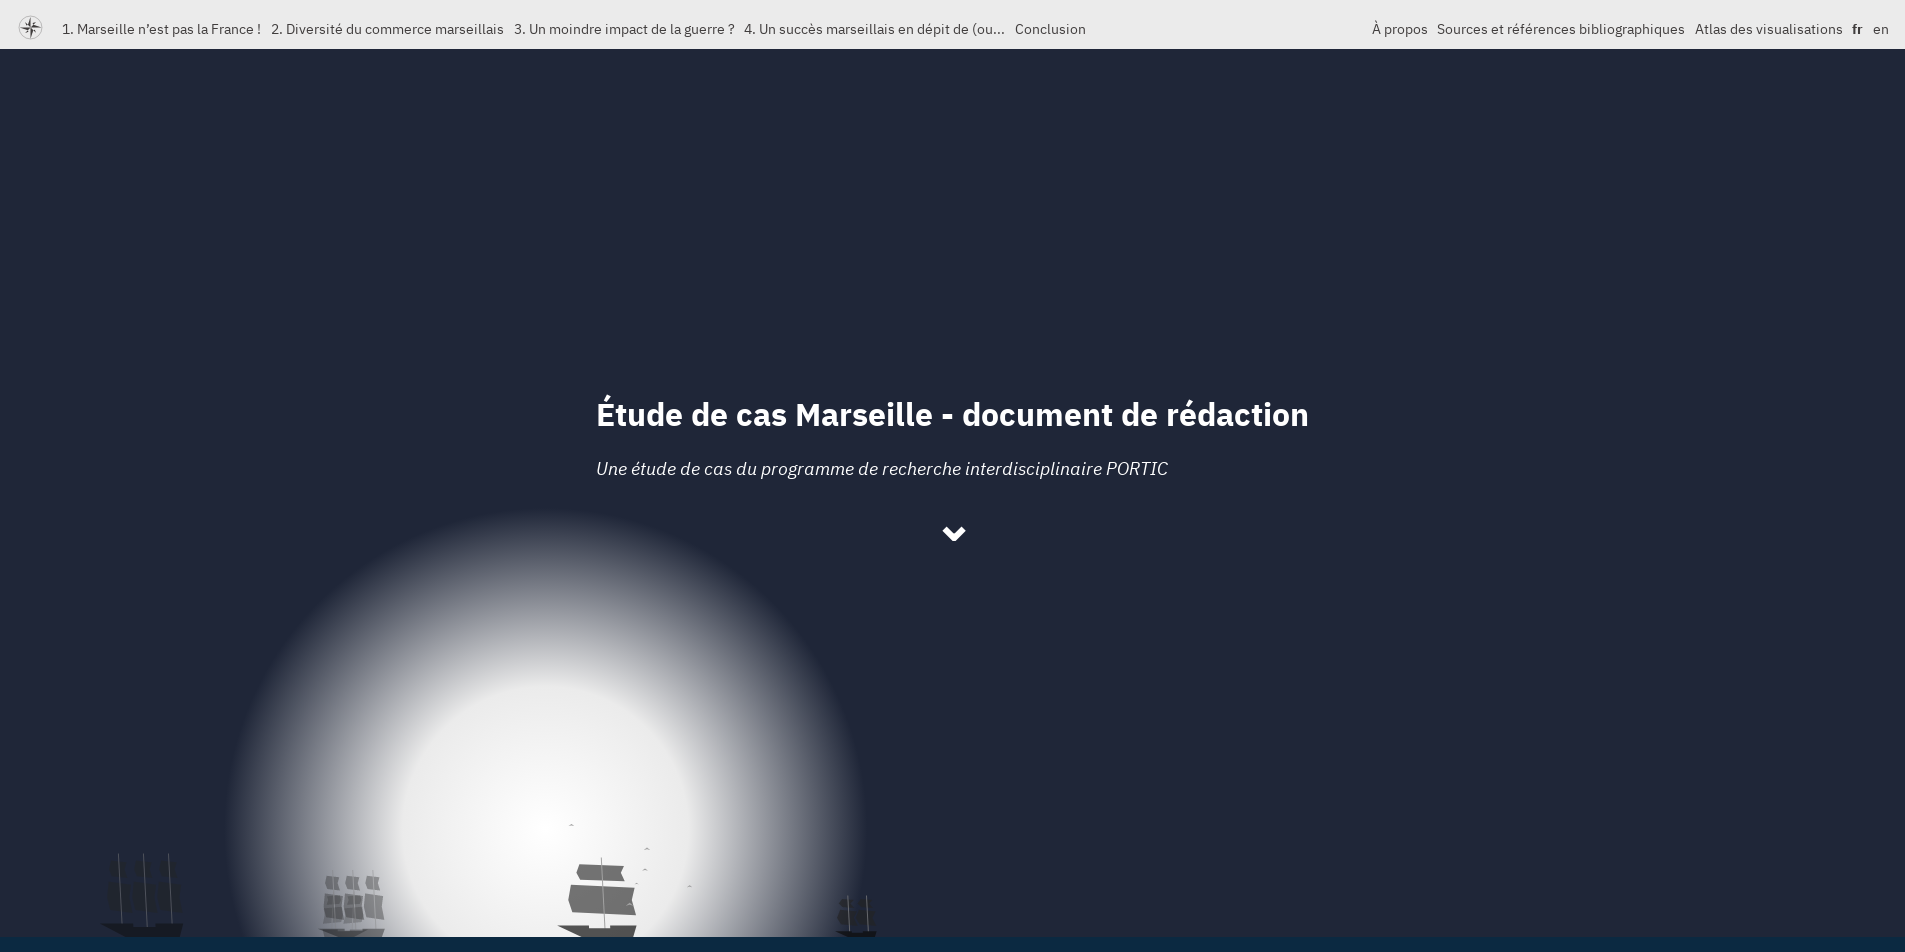 1. Marseille n’est pas la France ! 2. Diversité du commerce marseillais 3. Un moindre impact de la guerre ? 4. Un succès marseillais en dépit de (ou... Conclusion À propos Sources et références bibliographiques Atlas des visualisations fr en
Étude de cas Marseille - document de rédaction
Une étude de cas du programme de recherche interdisciplinaire PORTIC